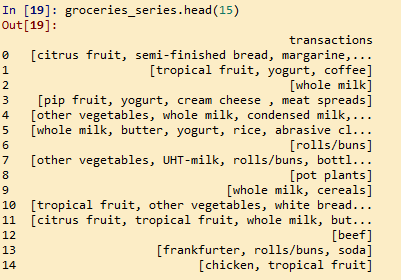 In [19]: groceries_series.head(15)
Out[19]:
transactions
0 [citrus fruit, semi-finished bread, margarine,...
1 [tropical fruit, yogurt, coffee]
2 [whole milk]
3 [pip fruit, yogurt, cream cheese , meat spreads]
4 [other vegetables, whole milk, condensed milk,...
5 [whole milk, butter, yogurt, rice, abrasive cl...
6 [rolls/buns]
7 [other vegetables, UHT-milk, rolls/buns, bottl...
8 [pot plants]
9 [whole milk, cereals]
10 [tropical fruit, other vegetables, white bread...
11 [citrus fruit, tropical fruit, whole milk, but...
12 [beef]
13 [frankfurter, rolls/buns, soda]
14 [chicken, tropical fruit]